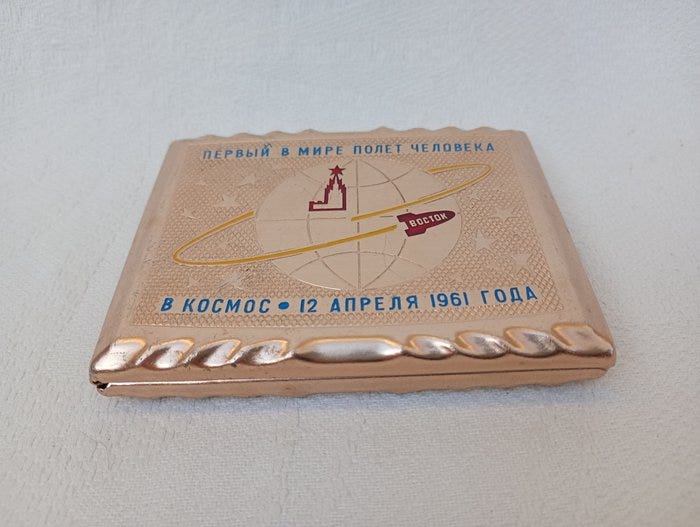 ПЕРВЫЙ В МИРЕ ПОЛЕТ ЧЕЛОВЕКА
ВОСТОК
В КОСМОС • 12 АПРЕЛЯ 1961 ГОДА